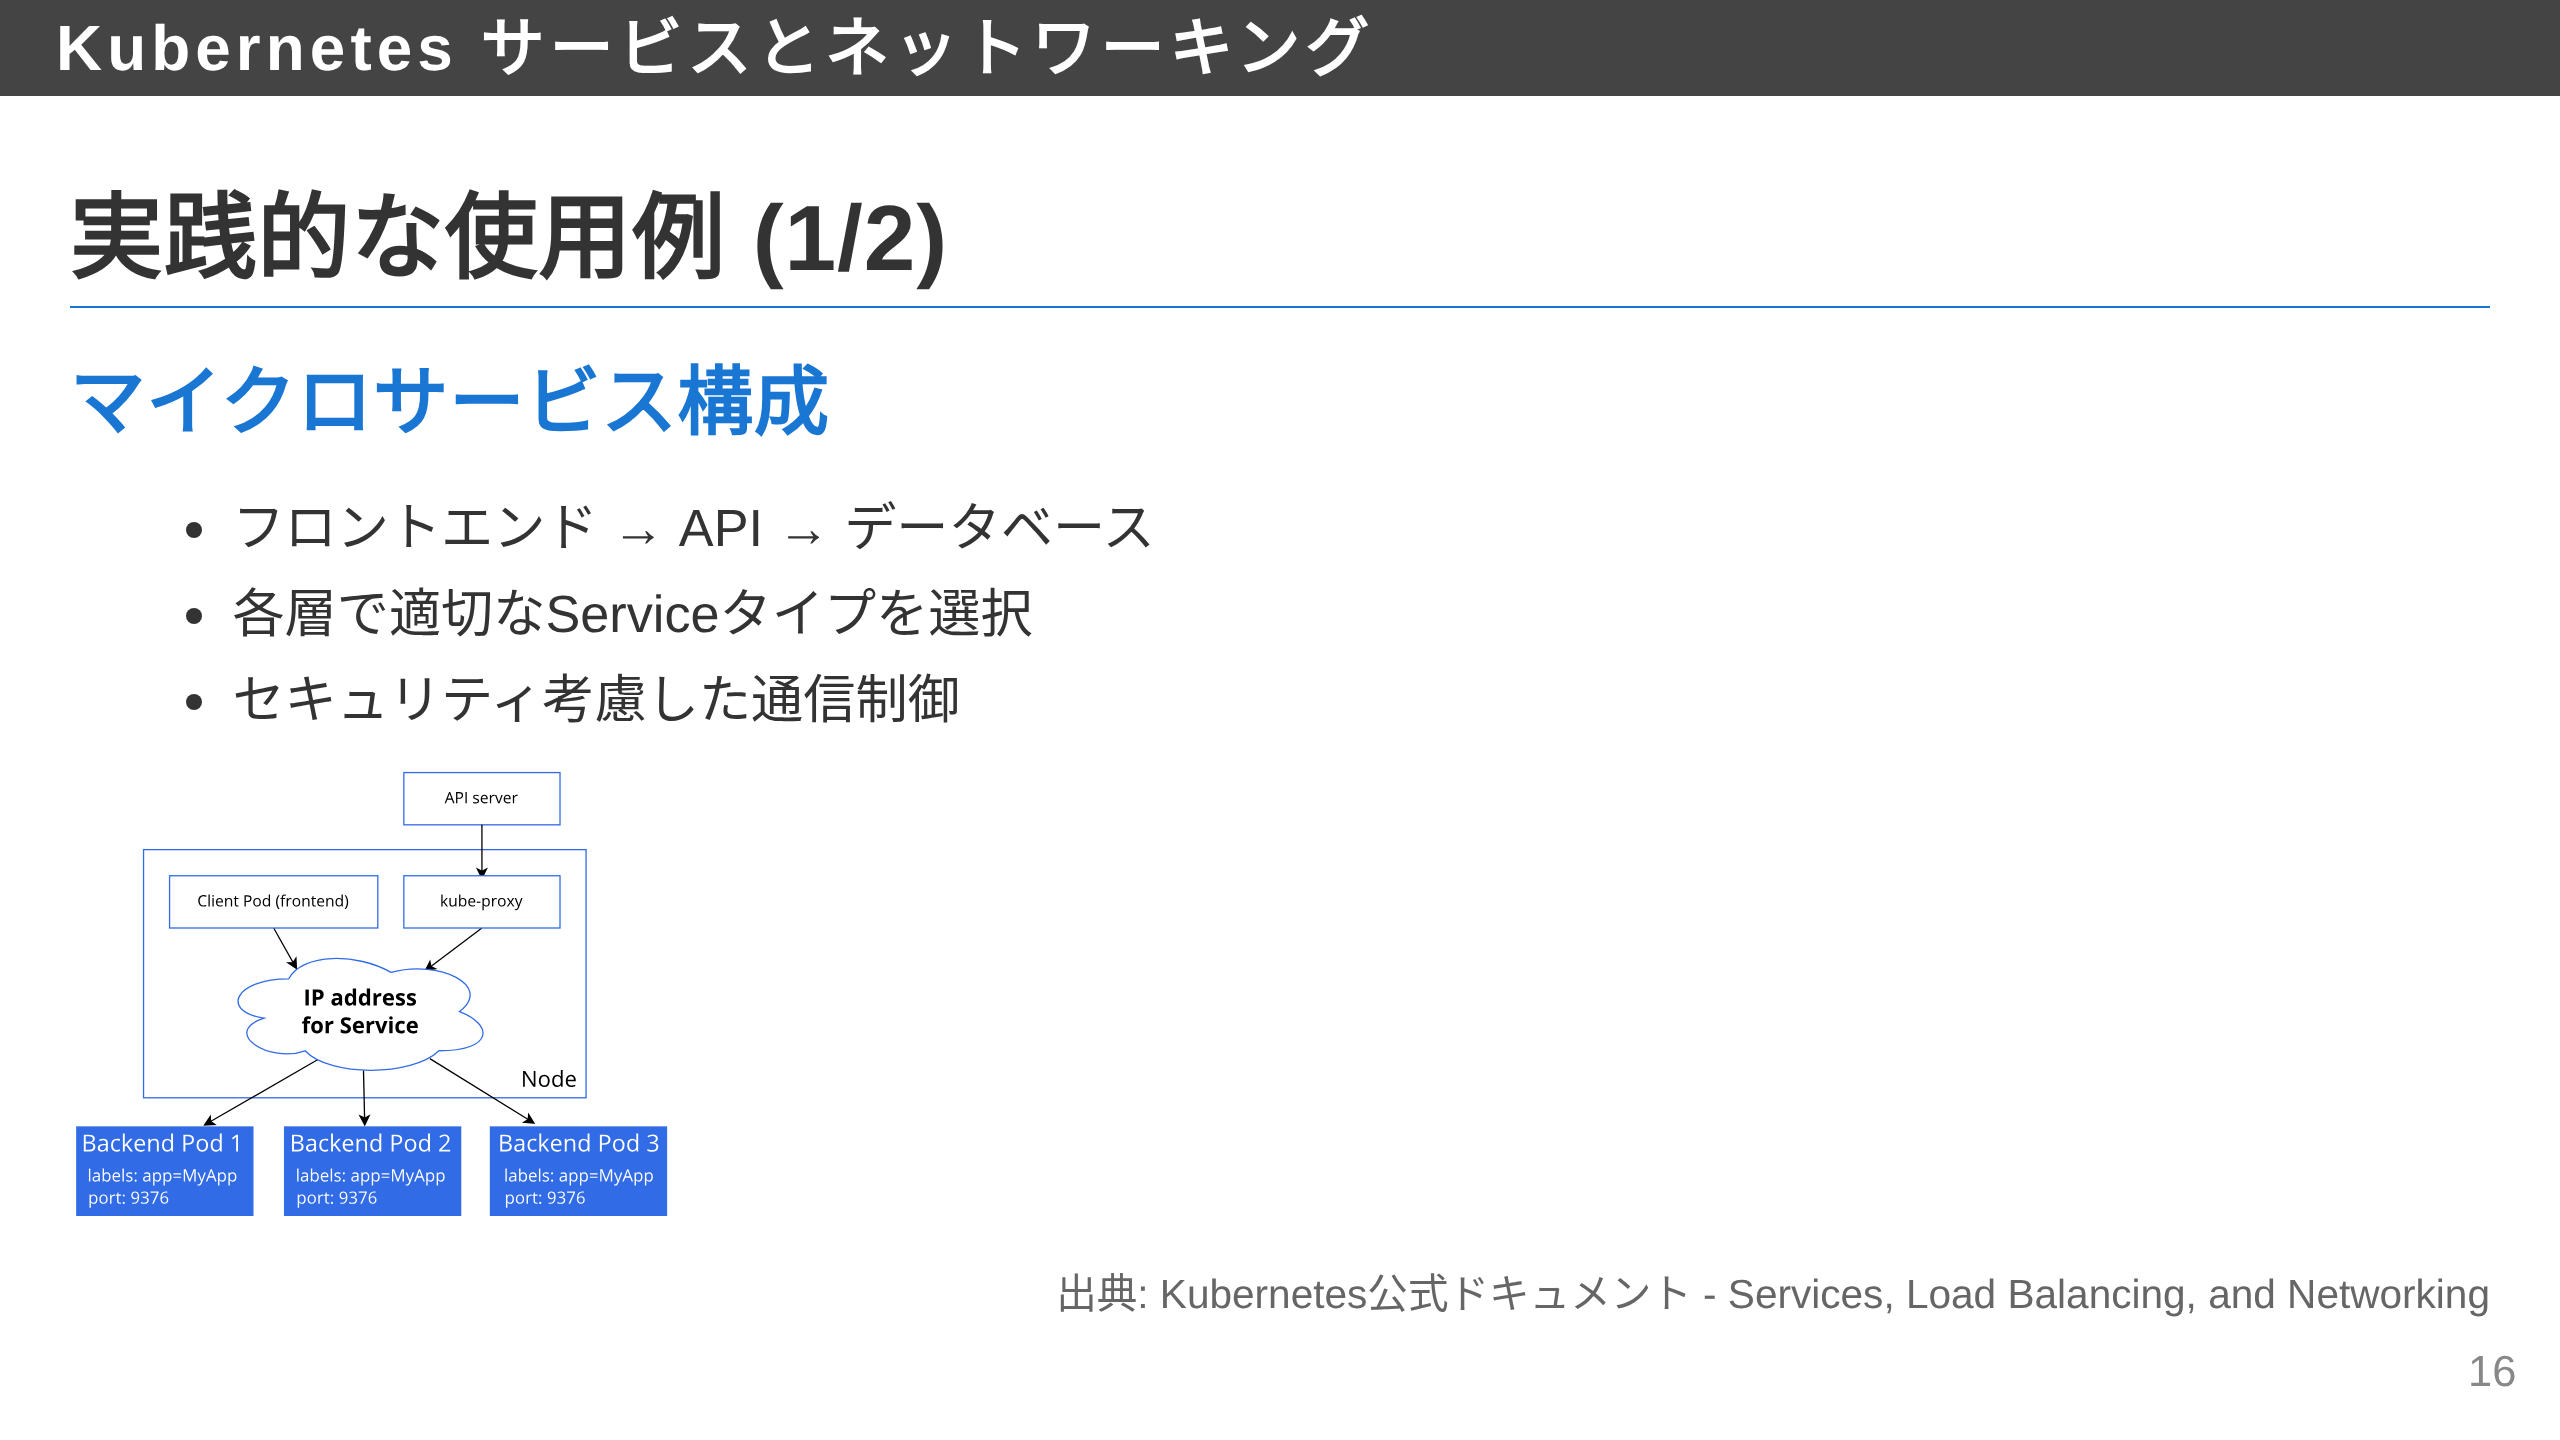 Kubernetes サービスとネットワーキング
実践的な使用例 (1/2)
マイクロサービス構成
• フロントエンド → API → データベース
• 各層で適切なServiceタイプを選択
• セキュリティ考慮した通信制御
API server
Client Pod (frontend)
kube-proxy
IP address
for Service
Node
Backend Pod 1
labels: app=MyApp
port: 9376
Backend Pod 2
labels: app=MyApp
port: 9376
Backend Pod 3
labels: app=MyApp
port: 9376
出典: Kubernetes公式ドキュメント - Services, Load Balancing, and Networking
16